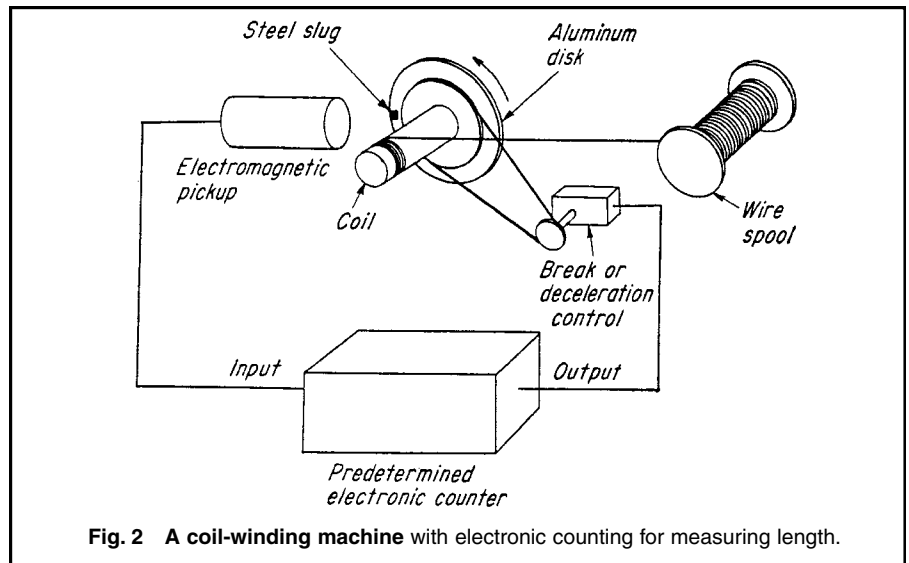 Steel slug
Aluminum
disk
Electromagnetic
pickup
Coil
Wire
spool
Break or
deceleration
control
Input
Output
Predetermined
electronic counter
Fig. 2 A coil-winding machine with electronic counting for measuring length.